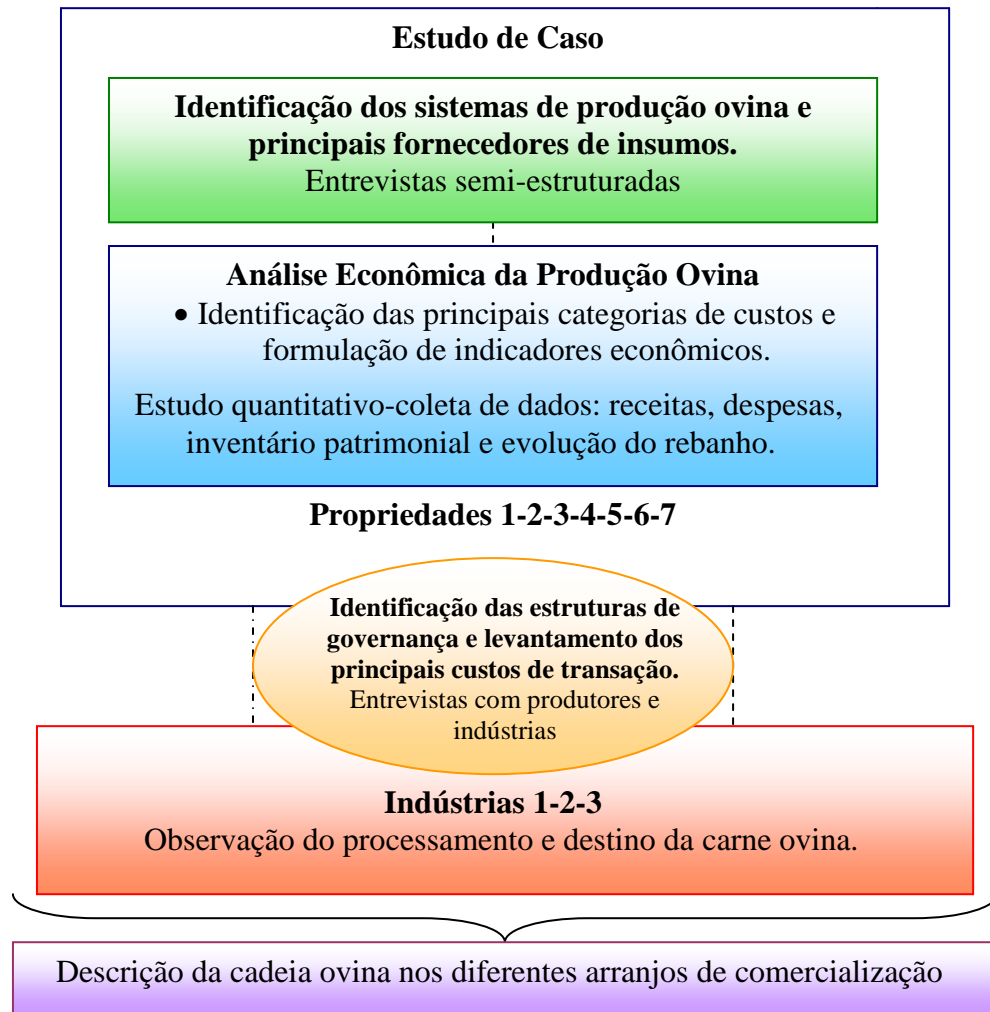 Estudo de Caso
Identificação dos sistemas de produção ovina e
principais fornecedores de insumos.
Entrevistas semi-estruturadas
Análise Econômica da Produção Ovina
• Identificação das principais categorias de custos e
formulação de indicadores econômicos.
Estudo quantitativo-coleta de dados: receitas, despesas,
inventário patrimonial e evolução do rebanho.
Propriedades 1-2-3-4-5-6-7
Identificação das estruturas de
governança e levantamento dos
principais custos de transação.
Entrevistas com produtores e
indústrias
Indústrias 1-2-3
Observação do processamento e destino da carne ovina.
Descrição da cadeia ovina nos diferentes arranjos de comercialização